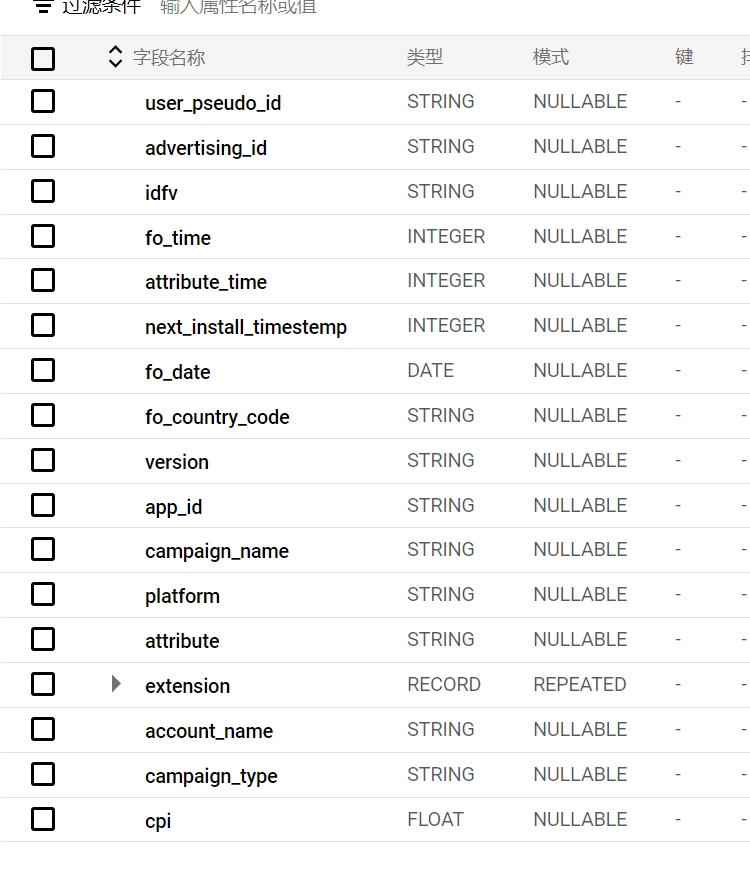 过滤条件 输入属性名称或值
字段名称 类型 模式 键
user_pseudo_id STRING NULLABLE - -
advertising_id STRING NULLABLE - -
idfv STRING NULLABLE - -
fo_time INTEGER NULLABLE - -
attribute_time INTEGER NULLABLE - -
next_install_timestemp INTEGER NULLABLE - -
fo_date DATE NULLABLE - -
fo_country_code STRING NULLABLE - -
version STRING NULLABLE - -
app_id STRING NULLABLE - -
campaign_name STRING NULLABLE - -
platform STRING NULLABLE - -
attribute STRING NULLABLE - -
extension RECORD REPEATED - -
account_name STRING NULLABLE - -
campaign_type STRING NULLABLE - -
cpi FLOAT NULLABLE - -